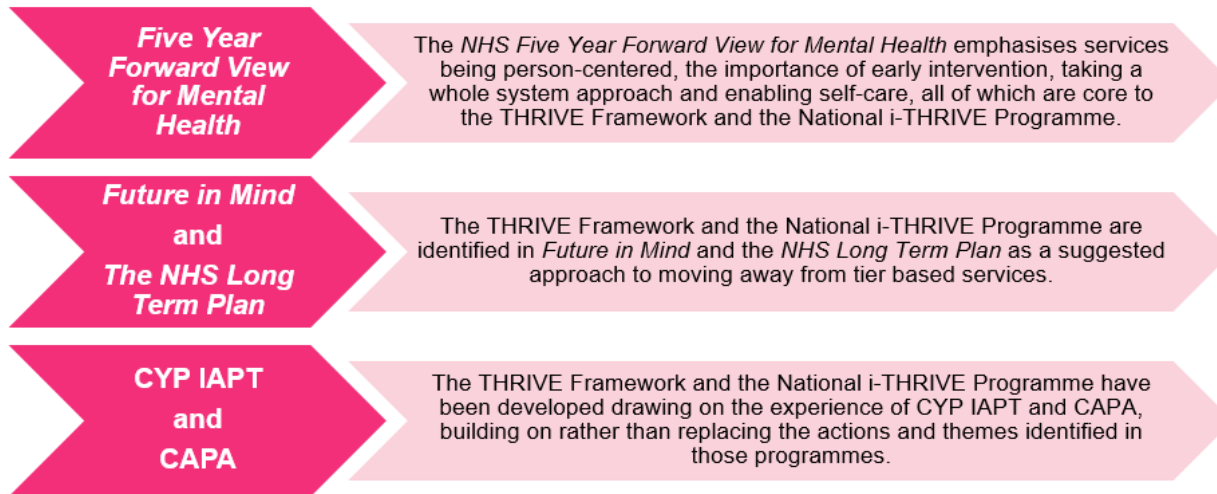 Five Year
Forward View
for Mental
Health
The NHS Five Year Forward View for Mental Health emphasises services
being person-centered, the importance of early intervention, taking a
whole system approach and enabling self-care, all of which are core to
the THRIVE Framework and the National i-THRIVE Programme.
Future in Mind
and
The NHS Long
Term Plan
The THRIVE Framework and the National i-THRIVE Programme are
identified in Future in Mind and the NHS Long Term Plan as a suggested
approach to moving away from tier based services.
CYP IAPT
and
CAPA
The THRIVE Framework and the National i-THRIVE Programme have
been developed drawing on the experience of CYP IAPT and CAPA,
building on rather than replacing the actions and themes identified in
those programmes.